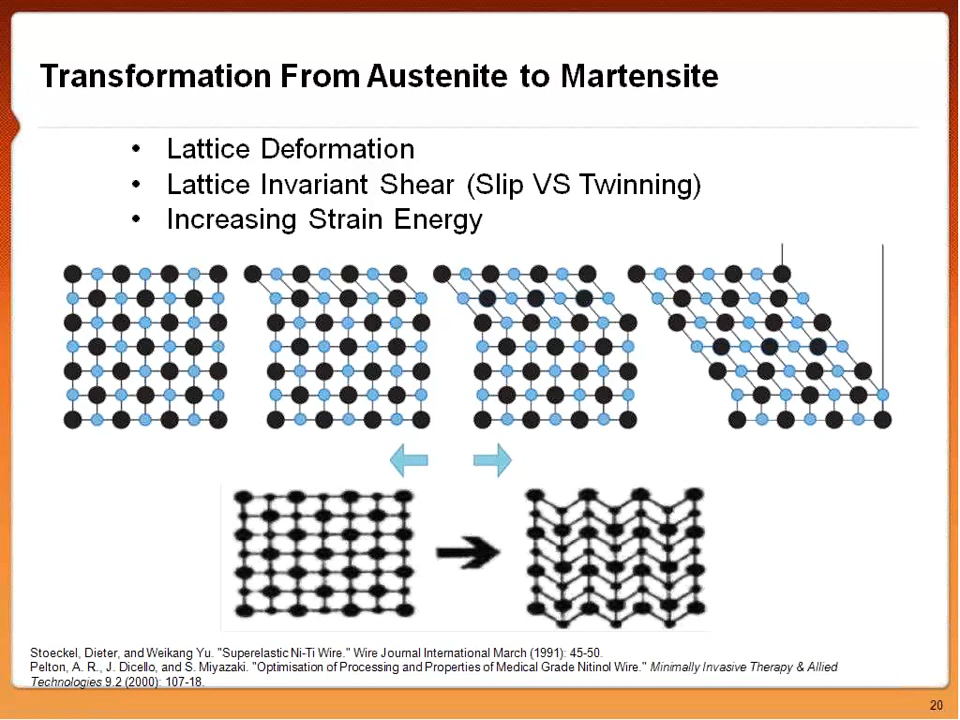 Transformation From Austenite to Martensite
• Lattice Deformation
• Lattice Invariant Shear (Slip VS Twinning)
• Increasing Strain Energy
Stoeckel, Dieter, and Weikang Yu. "Superelastic Ni-Ti Wire." Wire Journal International March (1991): 45-50.
Pelton, A. R., J. Dicello, and S. Miyazaki. "Optimisation of Processing and Properties of Medical Grade Nitinol Wire." Minimally Invasive Therapy & Allied
Technologies 9.2 (2000): 107-18.
20